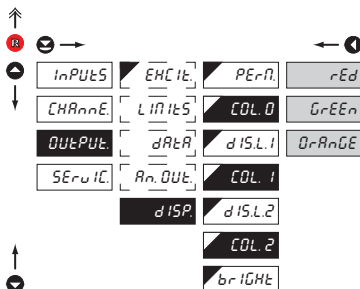 R
InPUtS EHCIt. PErm. rEd
CHAnnE. LIMItS COL. 0 GrEEn
OUtPUt. dAtA dIS.L.1 OrAnGE
SErvIC. An. OUt. COL. 1
dISP. dIS.L.2
COL. 2
brIGHt